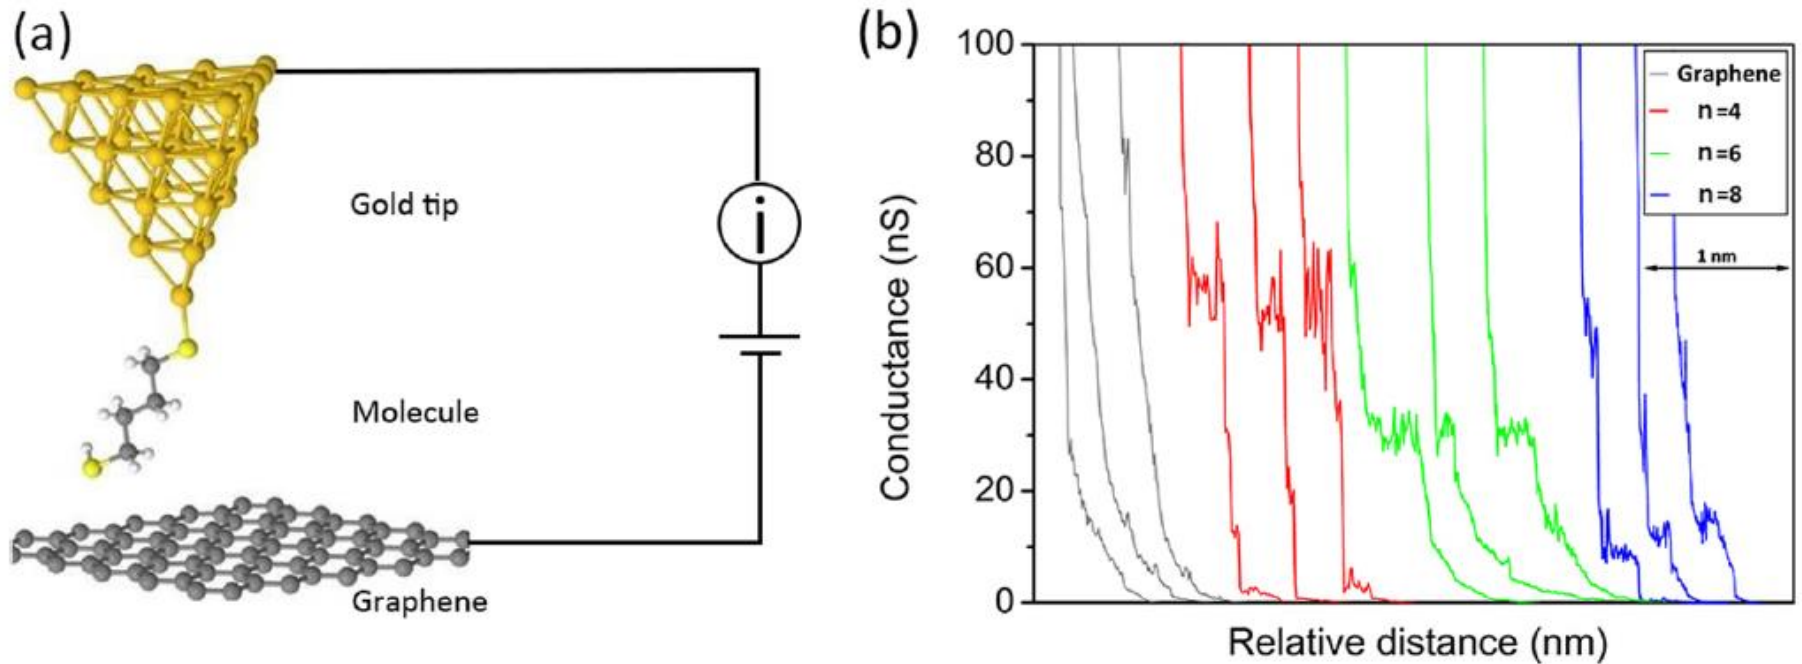 (a)
Gold tip
i
Molecule
Graphene
(b)
100
80
60
40
20
0
Conductance (nS)
Relative distance (nm)
Graphene
n=4
n=6
n=8
1 nm